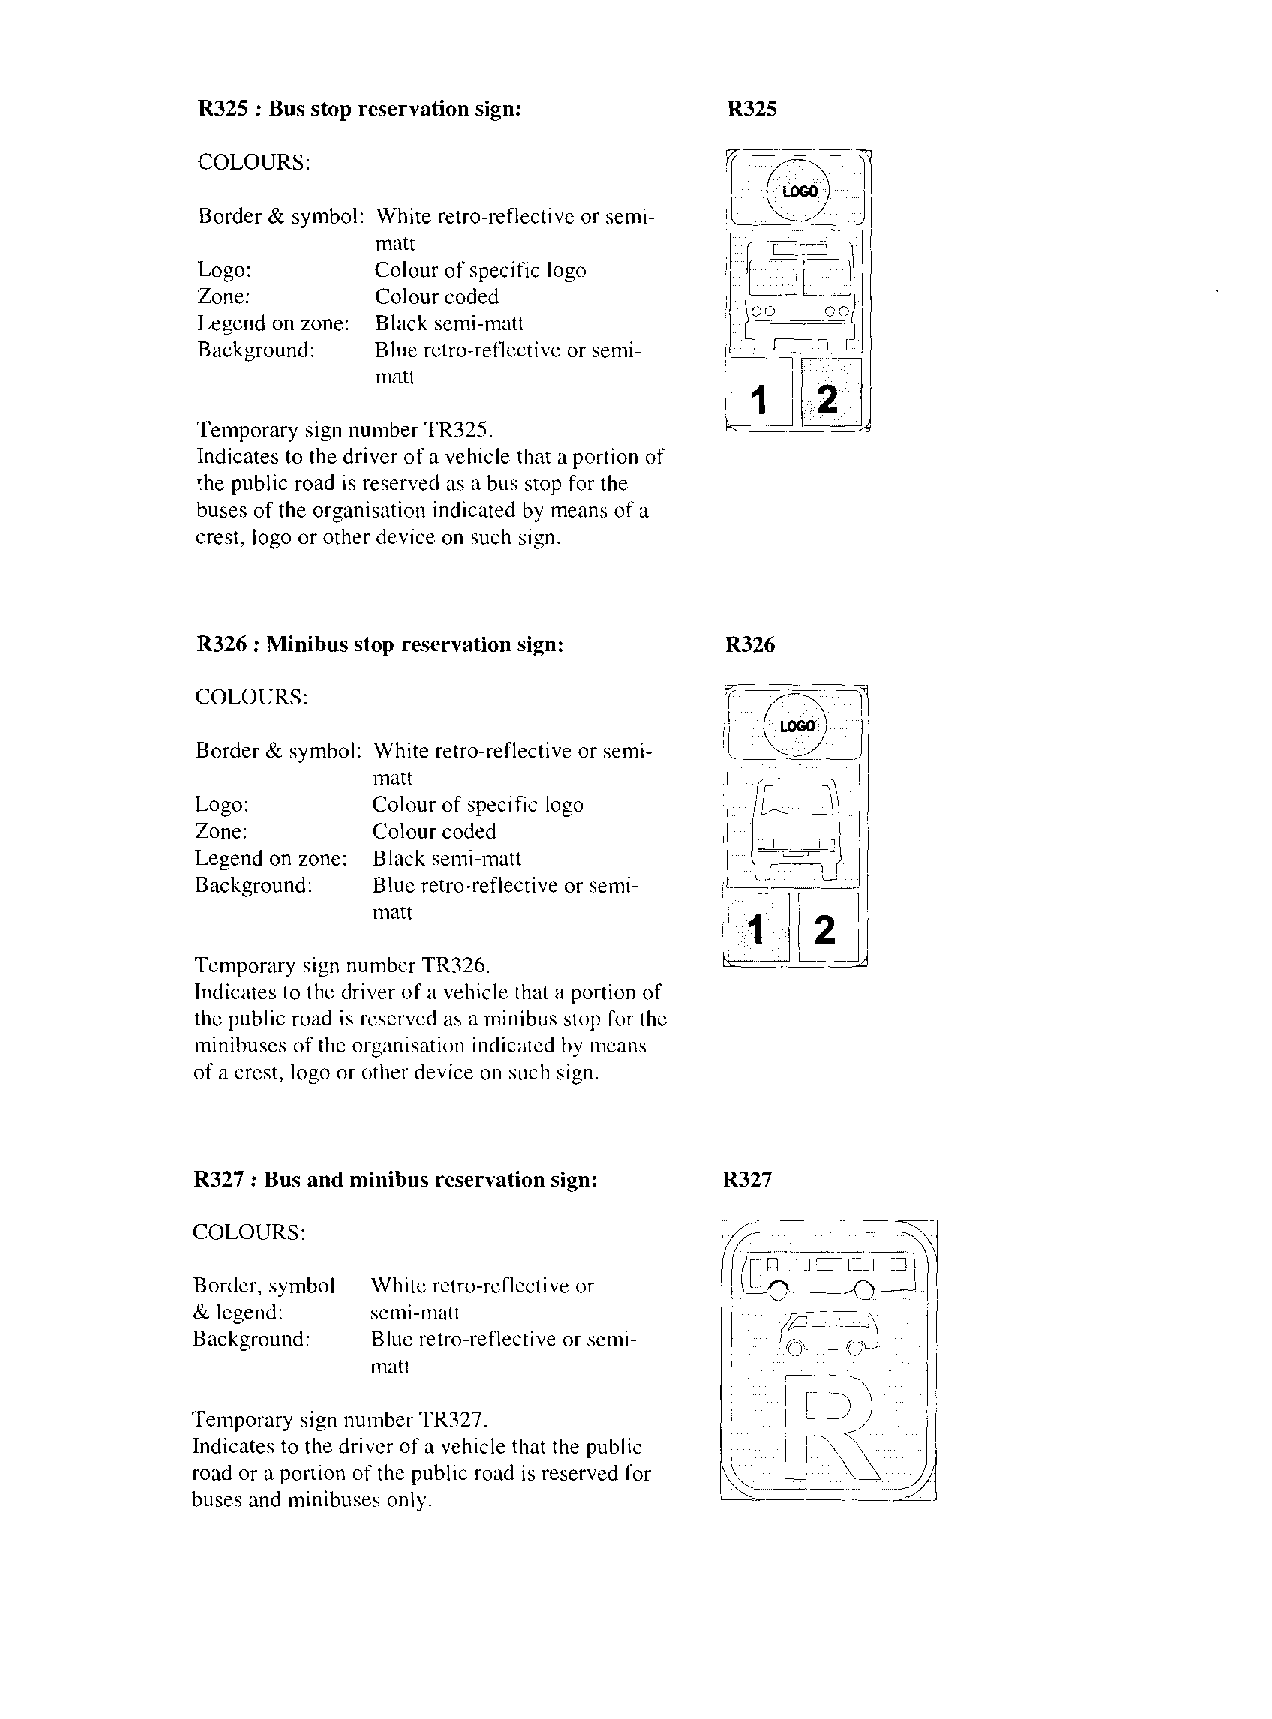 R325 : Bus stop reservation sign: R325
COLOURS:
LOGO
Border & symbol: White retro-reflective or semi-
matt
Logo: Colour of specific logo
Zone: Colour coded
Legend on zone: Black semi-matt
Background: Blue retro-reflective or semi-
matt
1 2
Temporary sign number TR325.
Indicates to the driver of a vehicle that a portion of
the public road is reserved as a bus stop for the
buses of the organisation indicated by means of a
crest, logo or other device on such sign.
R326 : Minibus stop reservation sign: R326
COLOURS:
LOGO
Border & symbol: White retro-reflective or semi-
matt
Logo: Colour of specific logo
Zone: Colour coded
Legend on zone: Black semi-matt
Background: Blue retro-reflective or semi-
matt
1 2
Temporary sign number TR326.
Indicates to the driver of a vehicle that a portion of
the public road is reserved as a minibus stop for the
minibuses of the organisation indicated by means
of a crest, logo or other device on such sign.
R327 : Bus and minibus reservation sign: R327
COLOURS:
Border, symbol White retro-reflective or
& legend: semi-matt
Background: Blue retro-reflective or semi-
matt
R
Temporary sign number TR327.
Indicates to the driver of a vehicle that the public
road or a portion of the public road is reserved for
buses and minibuses only.